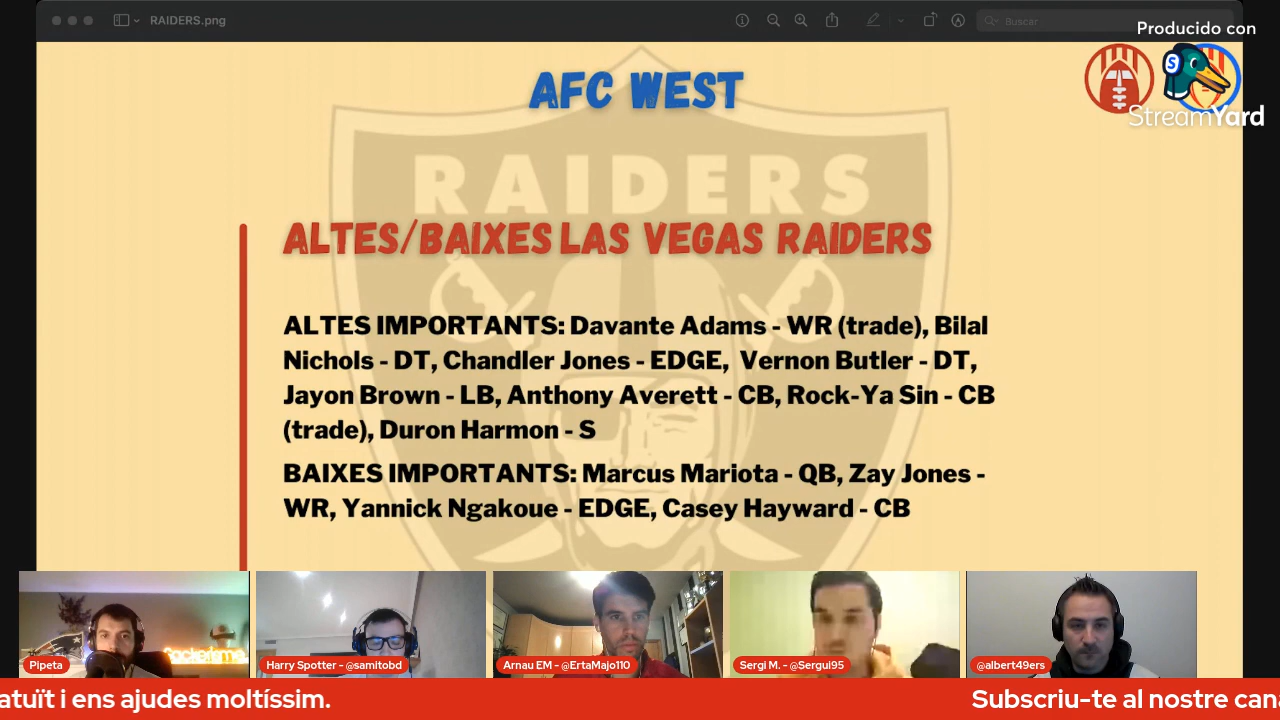 RAIDERS.png
Buscar
Producido con
StreamYard
AFC WEST
RAIDERS
ALTES/BAIXES LAS VEGAS RAIDERS
ALTES IMPORTANTS: Davante Adams - WR (trade), Bilal
Nichols - DT, Chandler Jones - EDGE, Vernon Butler - DT,
Jayon Brown - LB, Anthony Averett - CB, Rock-Ya Sin - CB
(trade), Duron Harmon - S
BAIXES IMPORTANTS: Marcus Mariota - QB, Zay Jones -
WR, Yannick Ngakoue - EDGE, Casey Hayward - CB
Pipeta
Harry Spotter - @samitobd
Arnau EM - @ErtaMajo110
Sergi M. - @Sergui95
@albert49ers
atuït i ens ajudes moltíssim.
Subscriu-te al nostre can